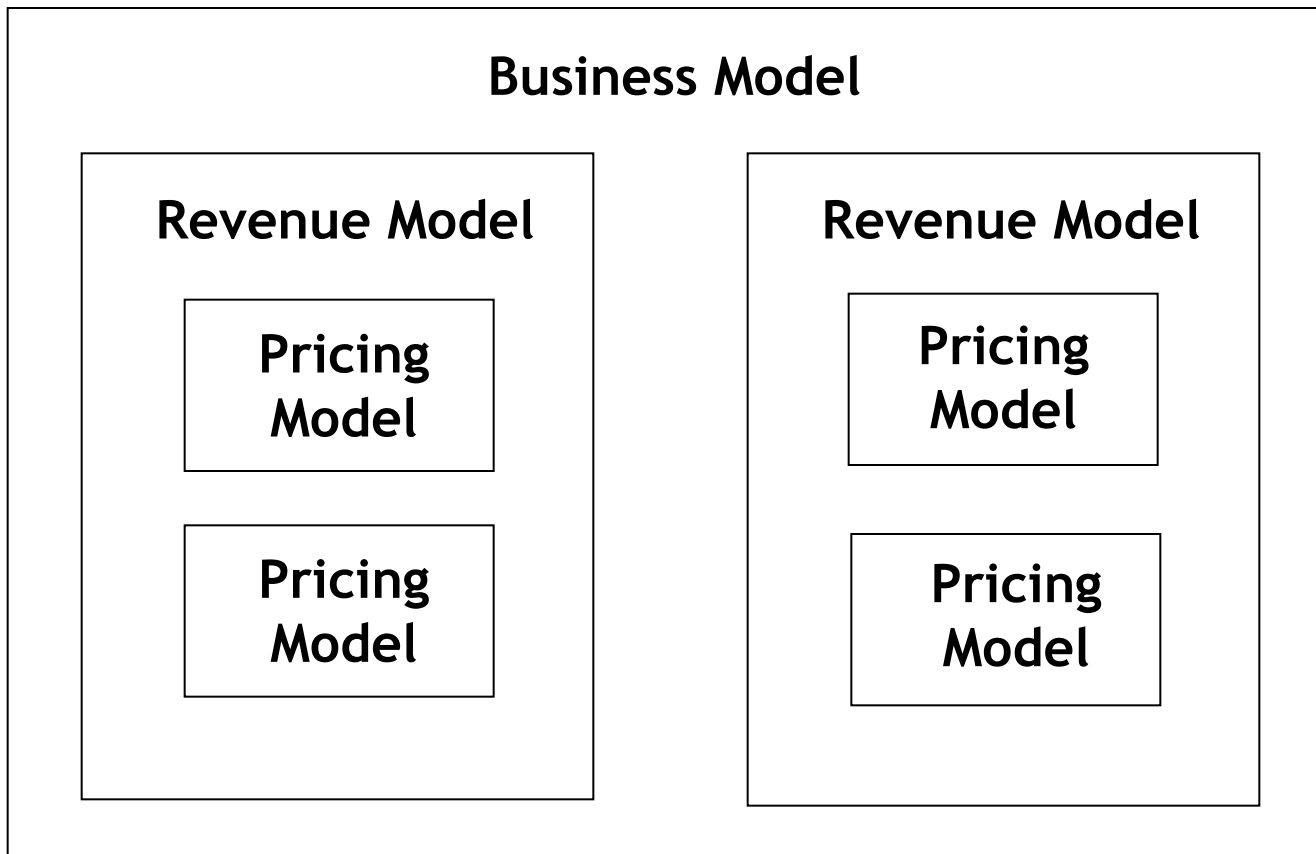 Business Model
Revenue Model
Pricing
Model
Pricing
Model
Revenue Model
Pricing
Model
Pricing
Model